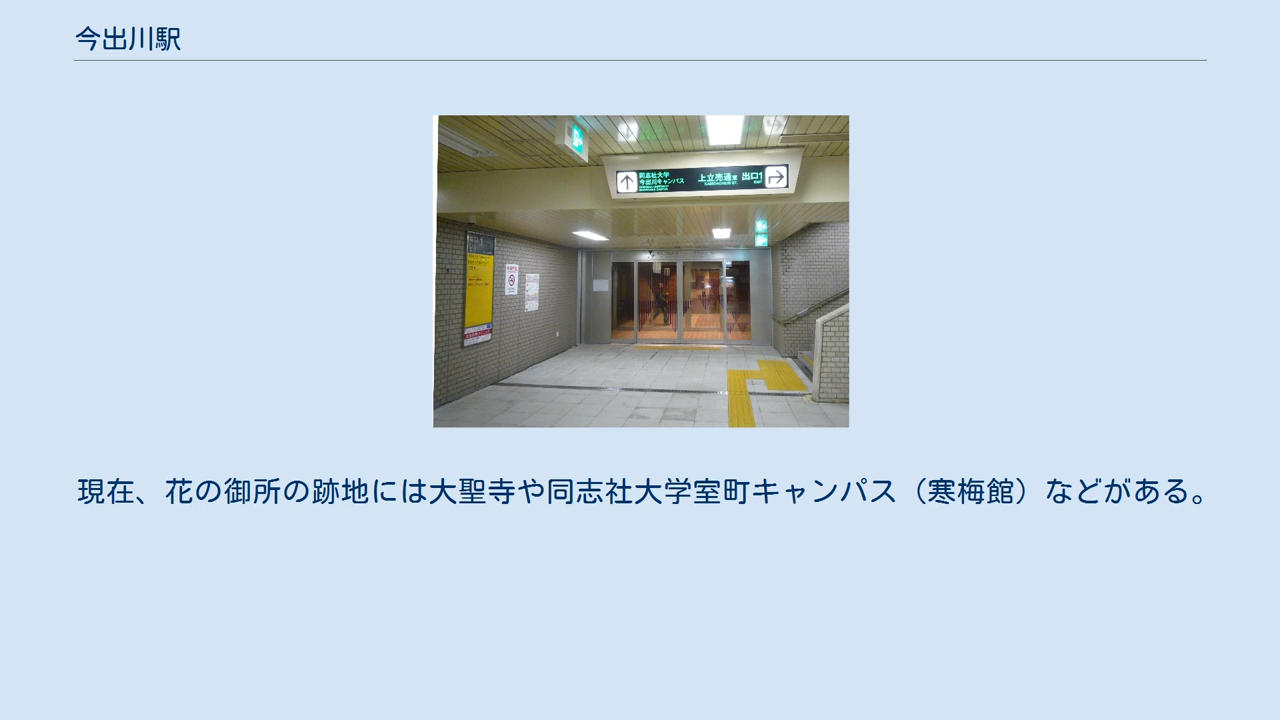 今出川駅
同志社大学
今出川キャンパス
上立売通
出口1
EXIT
現在、花の御所の跡地には大聖寺や同志社大学室町キャンパス（寒梅館）などがある。